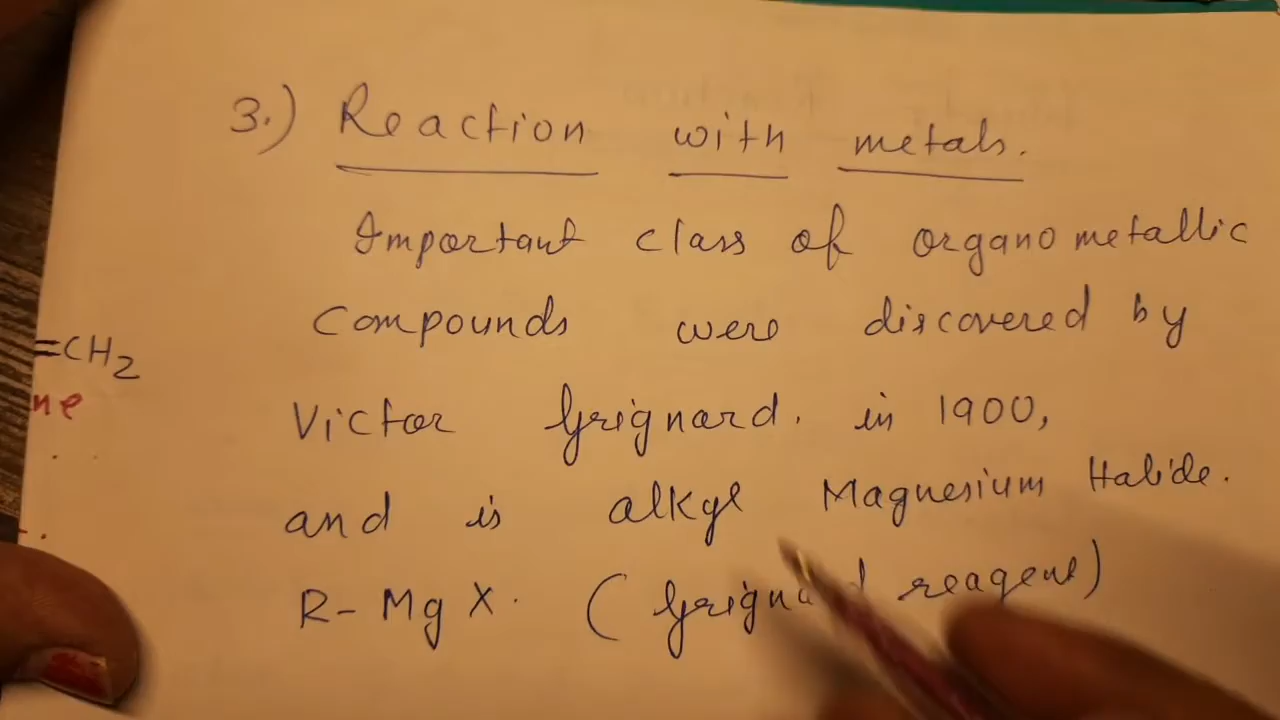 3.) Reaction with metals.
Important class of organometallic
compounds were discovered by
=CH2
ne
Victor Grignard. in 1900,
and is alkyl Magnesium Halide.
R-MgX. (Grignard reagent)